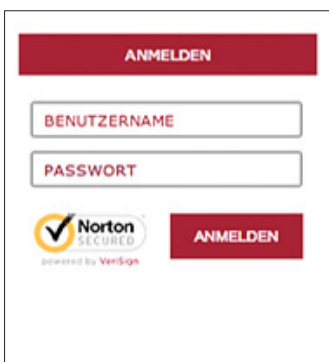 ANMELDEN
BENUTZERNAME
PASSWORT
Norton
SECURED
powered by VeriSign
ANMELDEN